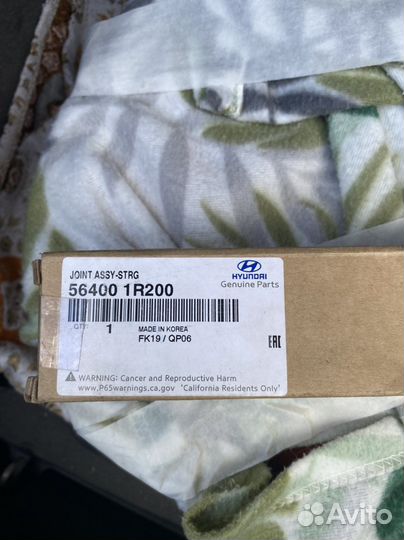 JOINT ASSY-STRG
56400 1R200
HYUNDAI
Genuine Parts
QTY: 1
MADE IN KOREA
FK19 / QP06
EAC
⚠ WARNING: Cancer and Reproductive Harm
www.P65warnings.ca.gov "California Residents Only"
Avito